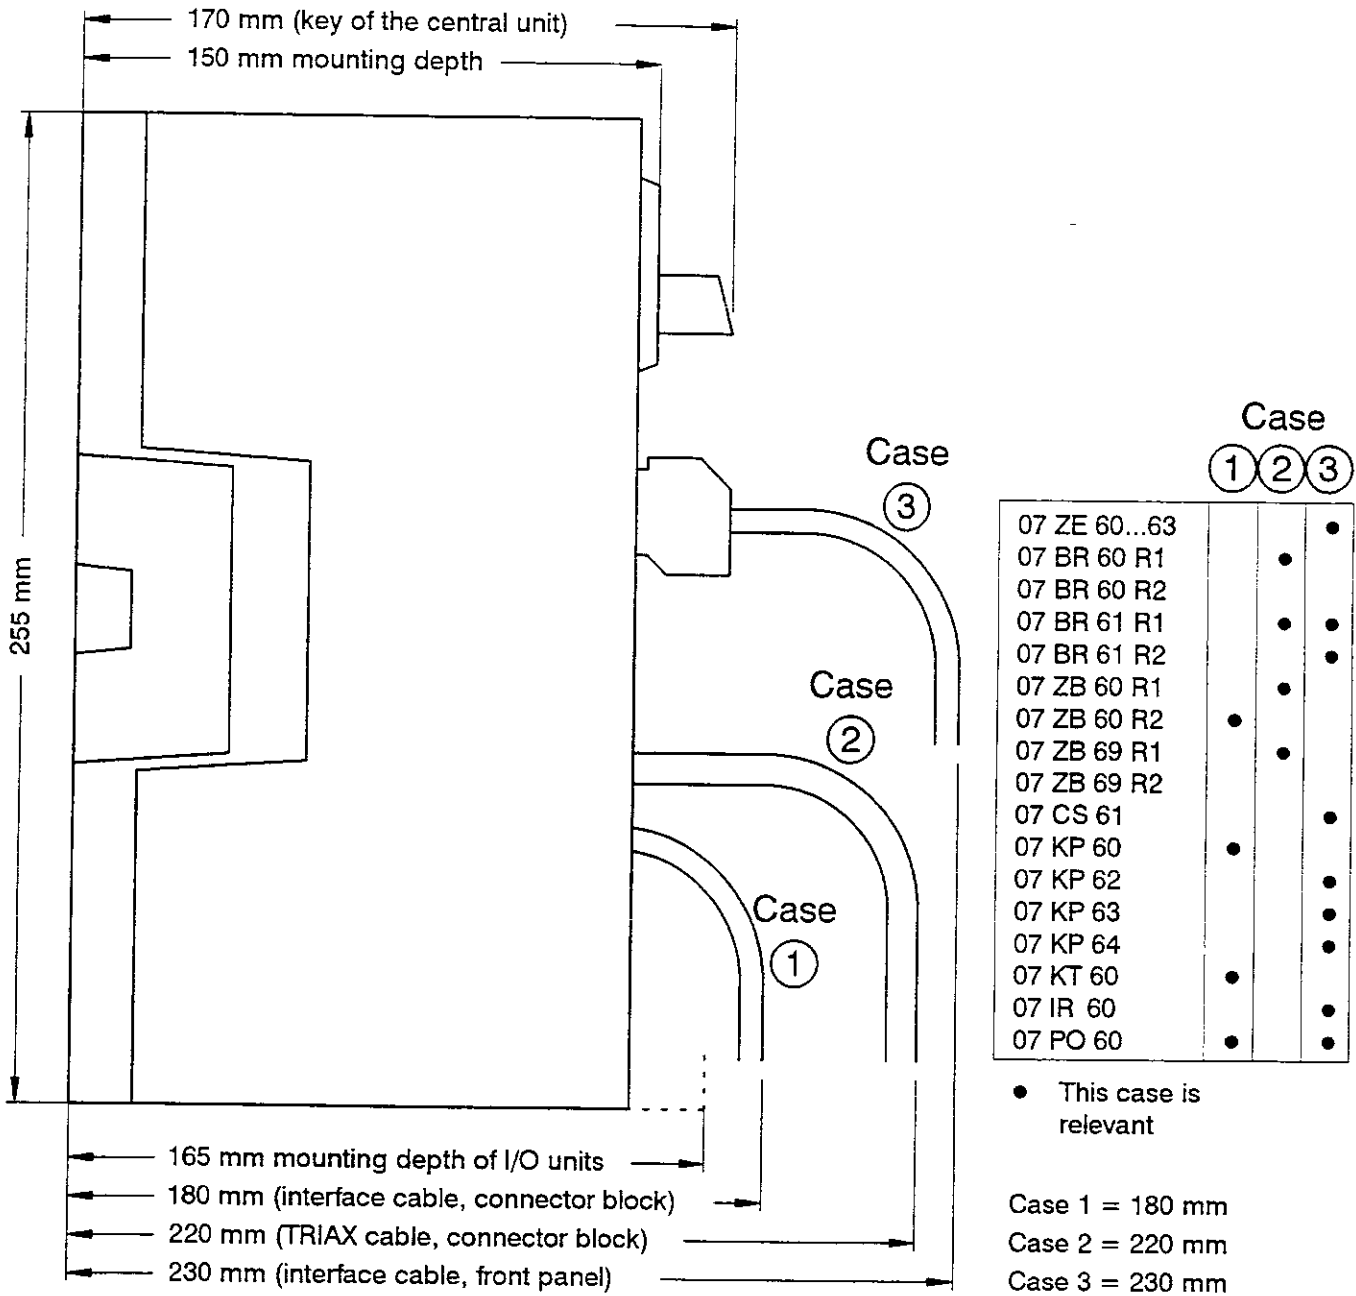 170 mm (key of the central unit)
150 mm mounting depth
255 mm
Case
3
Case
2
Case
1
165 mm mounting depth of I/O units
180 mm (interface cable, connector block)
220 mm (TRIAX cable, connector block)
230 mm (interface cable, front panel)
Case
1 2 3
07 ZE 60...63 •
07 BR 60 R1 •
07 BR 60 R2
07 BR 61 R1 • •
07 BR 61 R2 •
07 ZB 60 R1 •
07 ZB 60 R2 •
07 ZB 69 R1 •
07 ZB 69 R2
07 CS 61 •
07 KP 60 •
07 KP 62 •
07 KP 63 •
07 KP 64 •
07 KT 60 •
07 IR 60 •
07 PO 60 • •
• This case is
relevant
Case 1 = 180 mm
Case 2 = 220 mm
Case 3 = 230 mm